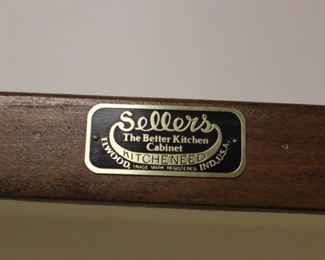 Sellers
The Better Kitchen
Cabinet
KITCHENEED
ELWOOD, IND., U.S.A.
TRADE MARK REGISTERED